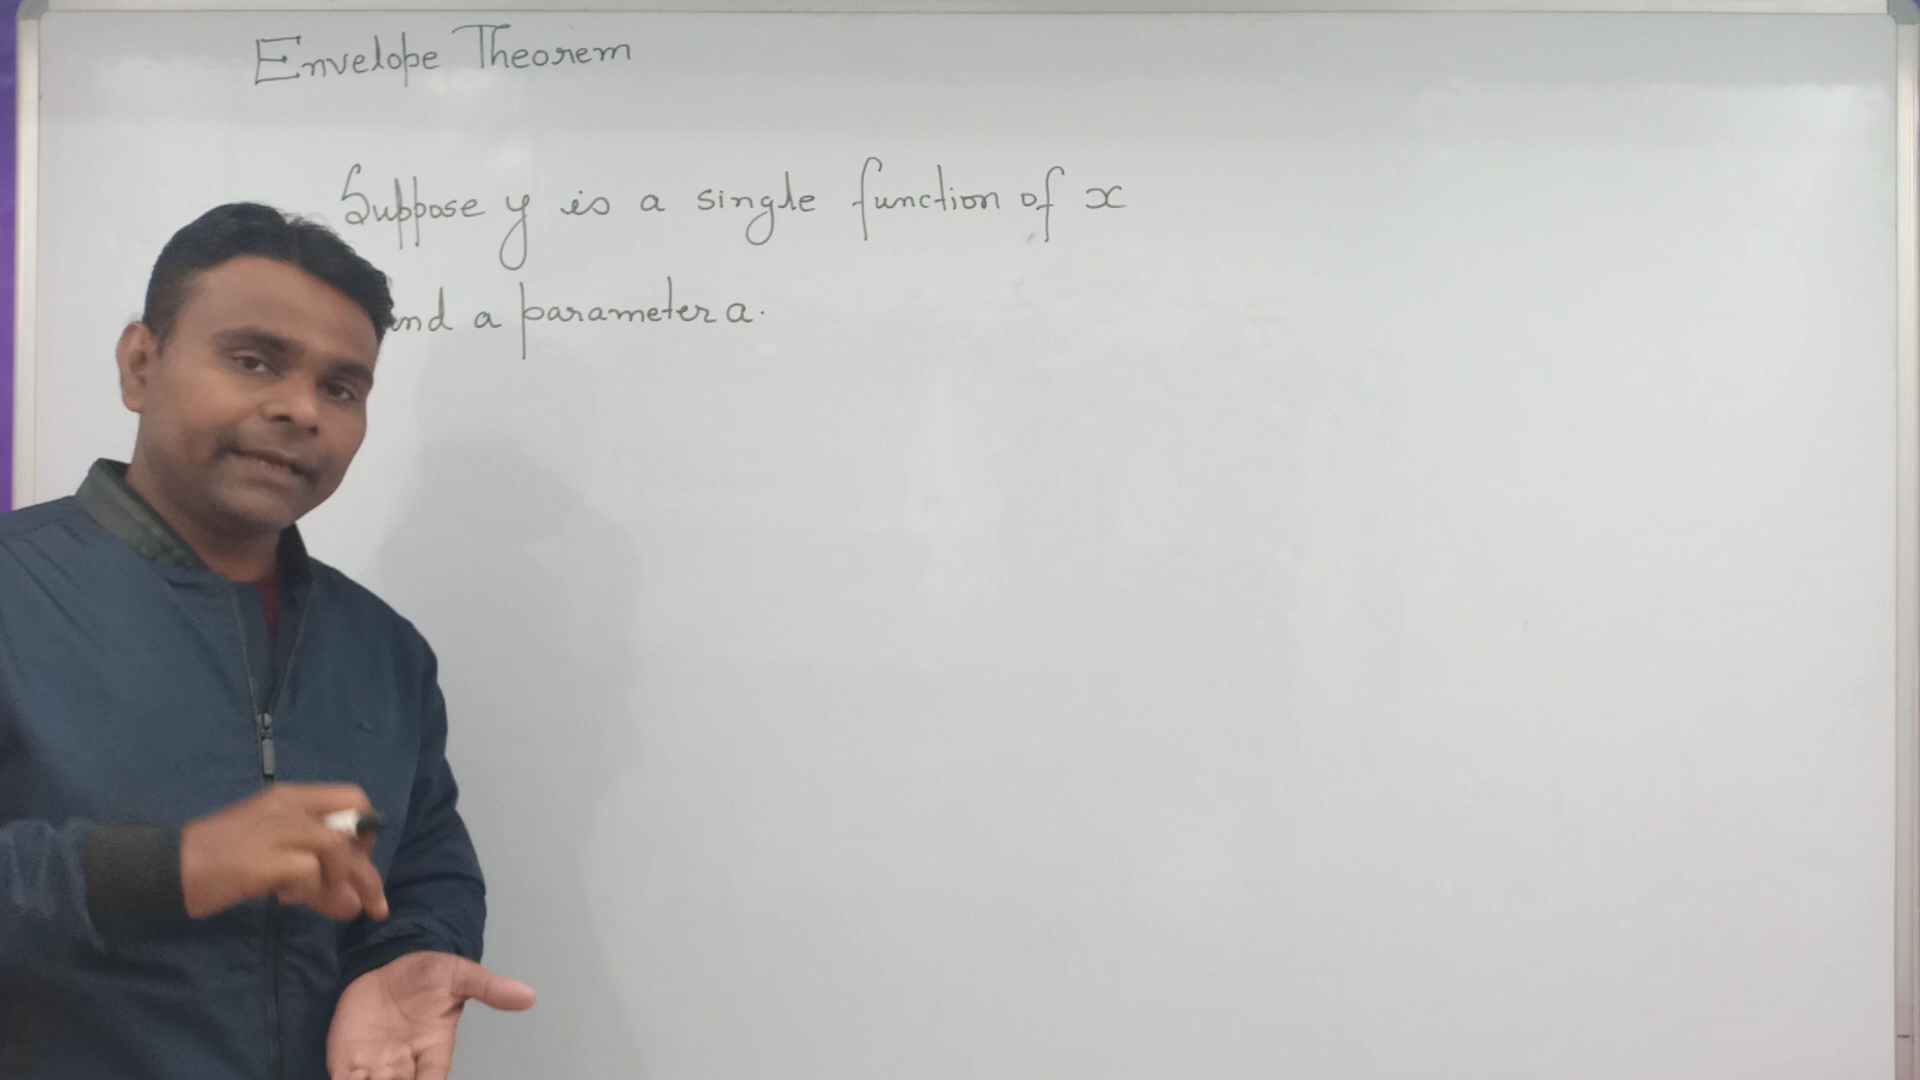 Envelope Theorem
Suppose y is a single function of x
and a parameter a.